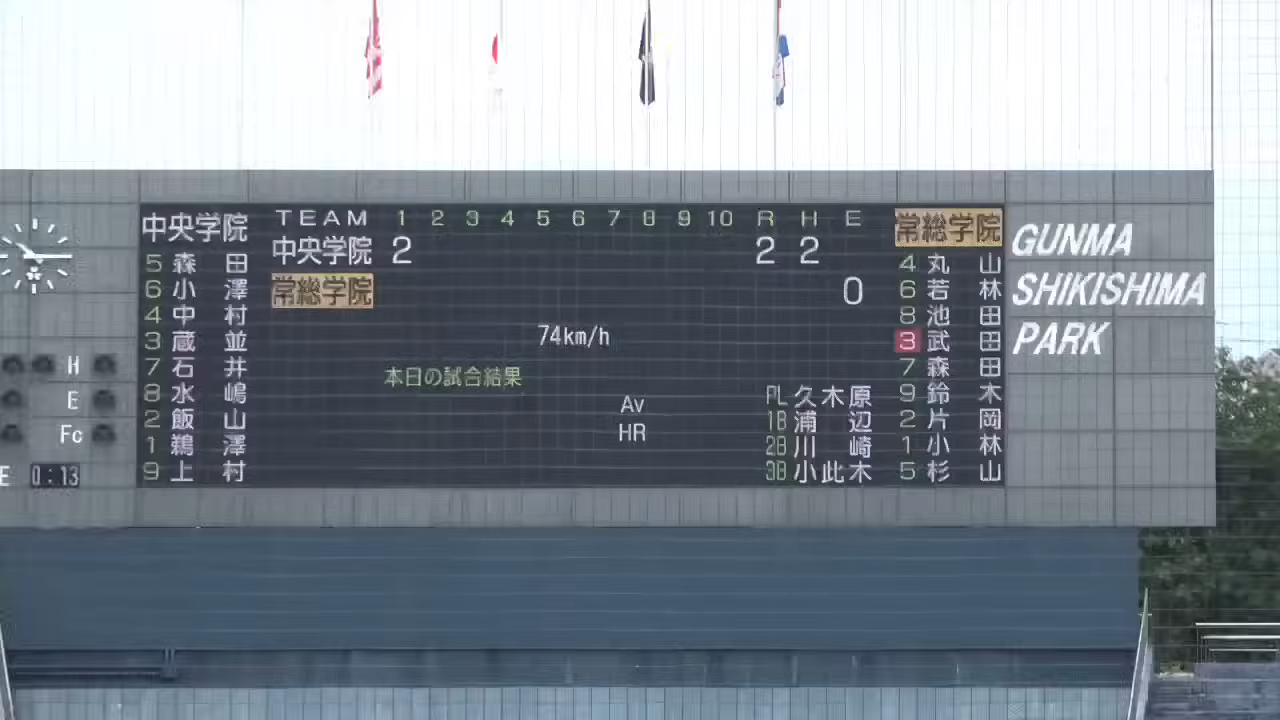 中央学院
5 森田
6 小澤
4 中村
3 蔵並
7 石井
8 水嶋
2 飯山
1 鵜澤
9 上村
TEAM 1 2 3 4 5 6 7 8 9 10 R H E
中央学院 2 2 2
常総学院 0
74km/h
本日の試合結果
Av
HR
PL 久木原
1B 浦辺
2B 川崎
3B 小此木
常総学院
4 丸山
6 若林
8 池田
3 武田
7 森田
9 鈴木
2 片岡
1 小林
5 杉山
GUNMA
SHIKISHIMA
PARK
H
E
Fc
E 0:13